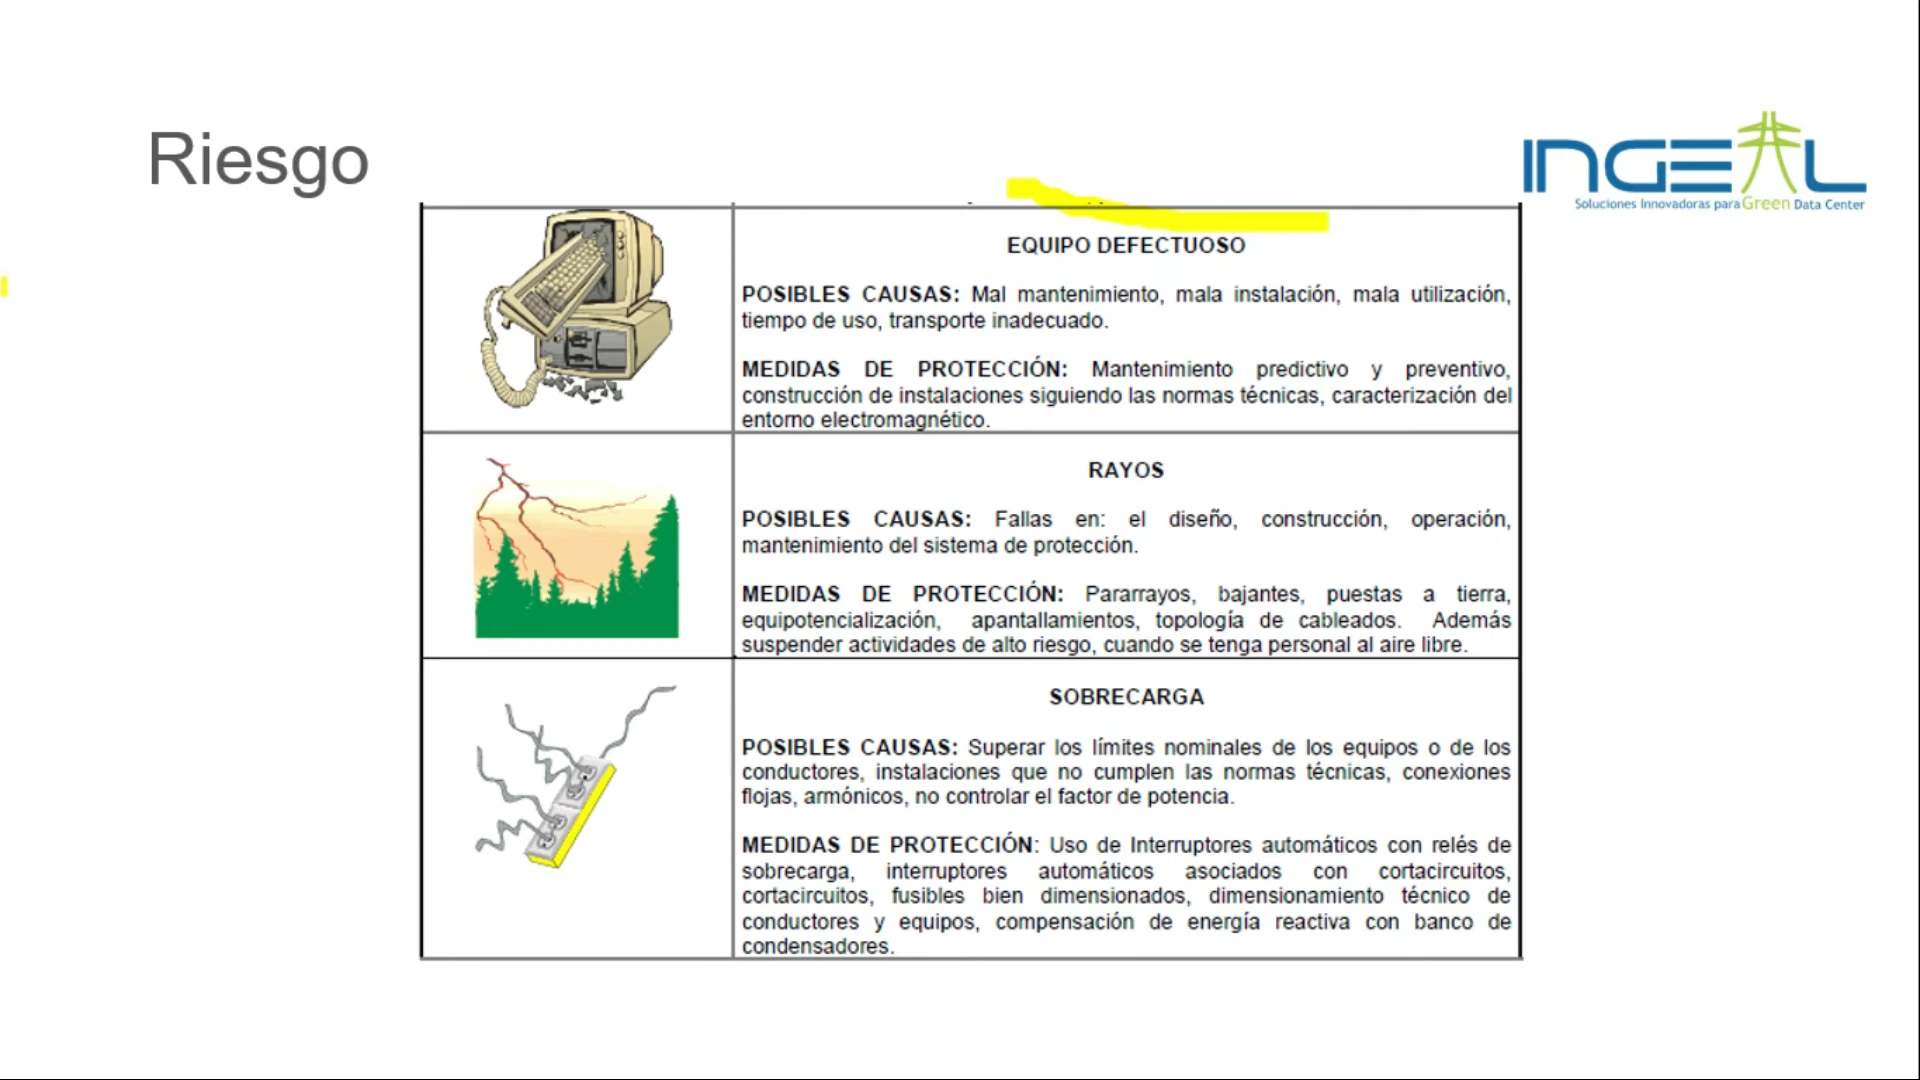 Riesgo
INGEAL
Soluciones Innovadoras para Green Data Center
EQUIPO DEFECTUOSO
POSIBLES CAUSAS: Mal mantenimiento, mala instalación, mala utilización,
tiempo de uso, transporte inadecuado.
MEDIDAS DE PROTECCIÓN: Mantenimiento predictivo y preventivo,
construcción de instalaciones siguiendo las normas técnicas, caracterización del
entorno electromagnético.
RAYOS
POSIBLES CAUSAS: Fallas en: el diseño, construcción, operación,
mantenimiento del sistema de protección.
MEDIDAS DE PROTECCIÓN: Pararrayos, bajantes, puestas a tierra,
equipotencialización, apantallamientos, topología de cableados. Además
suspender actividades de alto riesgo, cuando se tenga personal al aire libre.
SOBRECARGA
POSIBLES CAUSAS: Superar los límites nominales de los equipos o de los
conductores, instalaciones que no cumplen las normas técnicas, conexiones
flojas, armónicos, no controlar el factor de potencia.
MEDIDAS DE PROTECCIÓN: Uso de Interruptores automáticos con relés de
sobrecarga, interruptores automáticos asociados con cortacircuitos,
cortacircuitos, fusibles bien dimensionados, dimensionamiento técnico de
conductores y equipos, compensación de energía reactiva con banco de
condensadores.